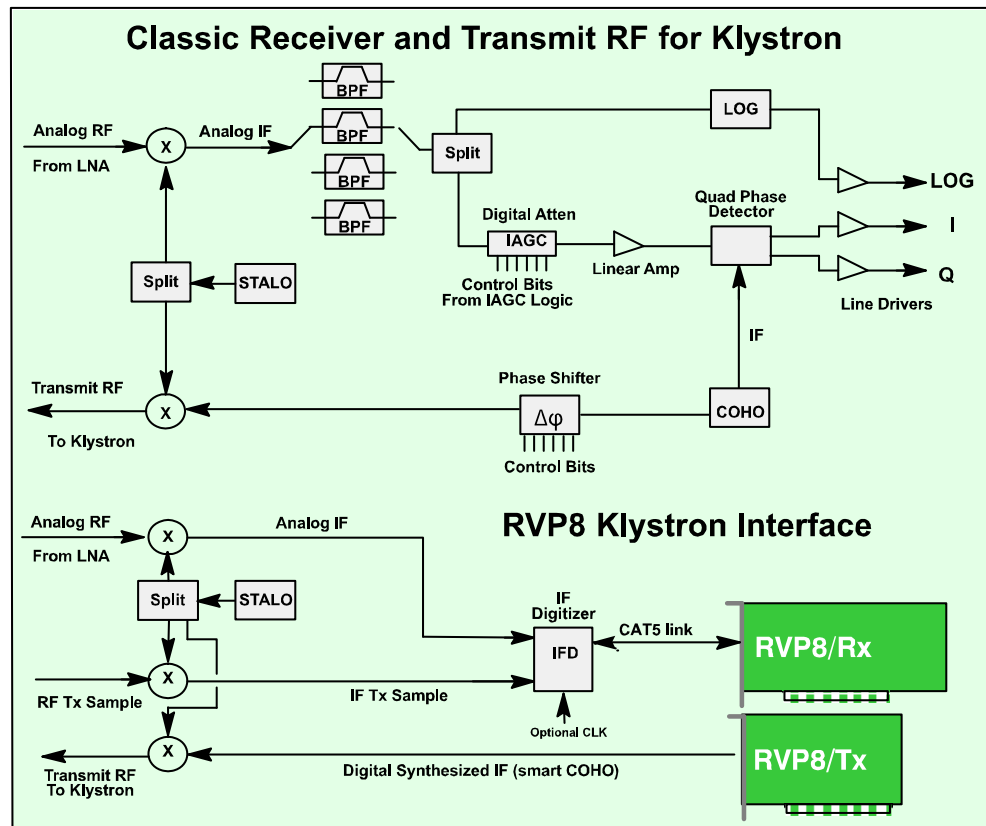 Classic Receiver and Transmit RF for Klystron
BPF
Analog RF
From LNA
X
Analog IF
BPF
BPF
BPF
Split
LOG
LOG
Quad Phase
Detector
I
Q
Line Drivers
Digital Atten
IAGC
Control Bits
From IAGC Logic
Linear Amp
Split
STALO
IF
Transmit RF
To Klystron
X
Phase Shifter
Δφ
Control Bits
COHO
RVP8 Klystron Interface
Analog RF
From LNA
X
Analog IF
Split
STALO
IF
Digitizer
IFD
CAT5 link
RVP8/Rx
RF Tx Sample
X
IF Tx Sample
Optional CLK
Transmit RF
To Klystron
X
Digital Synthesized IF (smart COHO)
RVP8/Tx